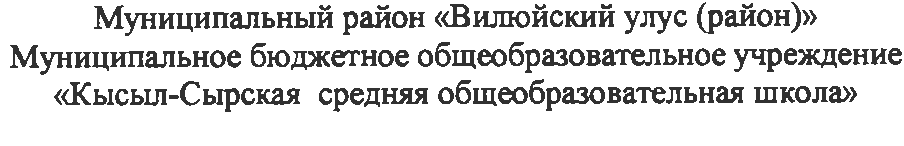 Муниципальный район «Вилюйский улус (район)»
Муниципальное бюджетное общеобразовательное учреждение
«Кысыл-Сырская средняя общеобразовательная школа»